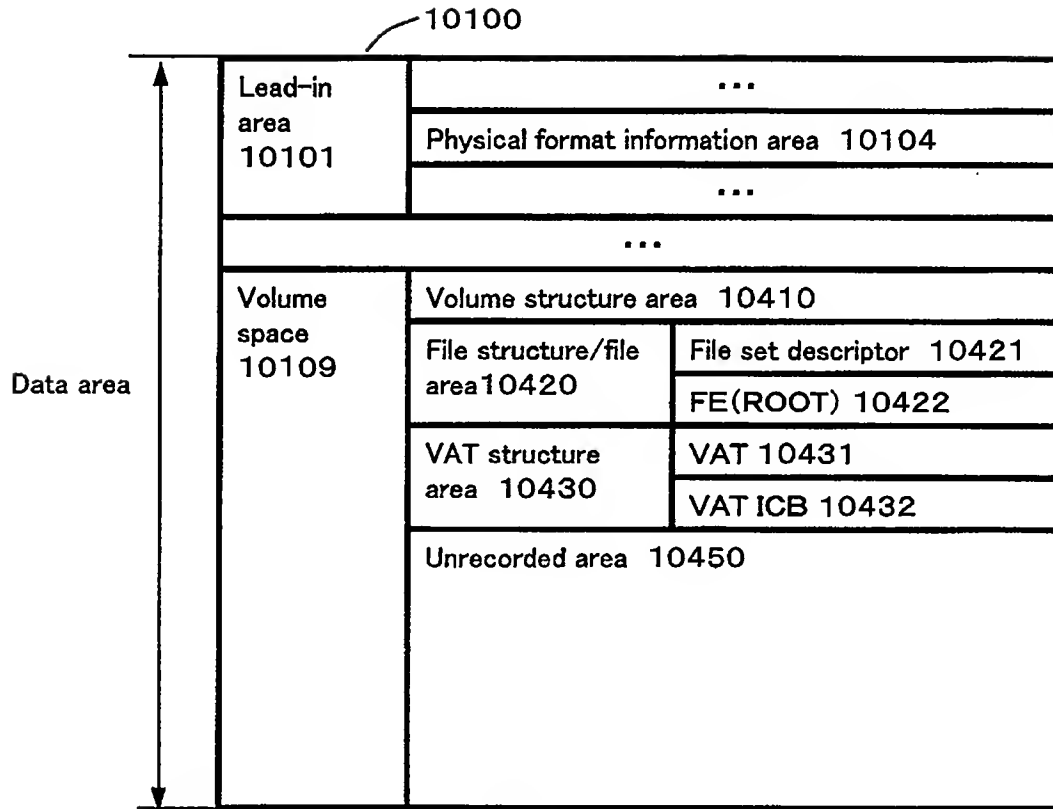 10100
Lead-in
area
10101
...
Physical format information area 10104
...
...
Volume
space
10109
Volume structure area 10410
File structure/file
area10420
File set descriptor 10421
FE(ROOT) 10422
Data area
VAT structure
area 10430
VAT 10431
VAT ICB 10432
Unrecorded area 10450